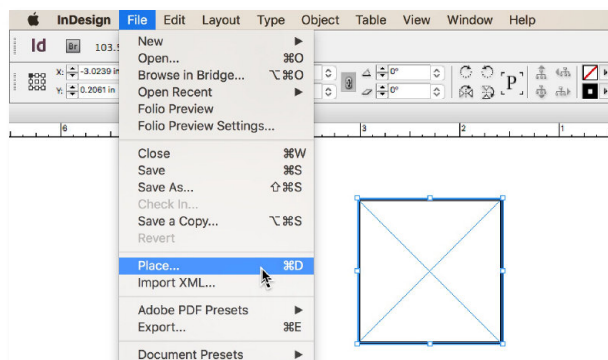 InDesign File Edit Layout Type Object Table View Window Help
Id Br 103.5
X: -3.0239 in
Y: 0.2061 in
0°
0°
P
6 3 2 1
New
Open... ⌘O
Browse in Bridge... ⌥⌘O
Open Recent
Folio Preview
Folio Preview Settings...
Close ⌘W
Save ⌘S
Save As... ⇧⌘S
Check In...
Save a Copy... ⌥⌘S
Revert
Place... ⌘D
Import XML...
Adobe PDF Presets
Export... ⌘E
Document Presets